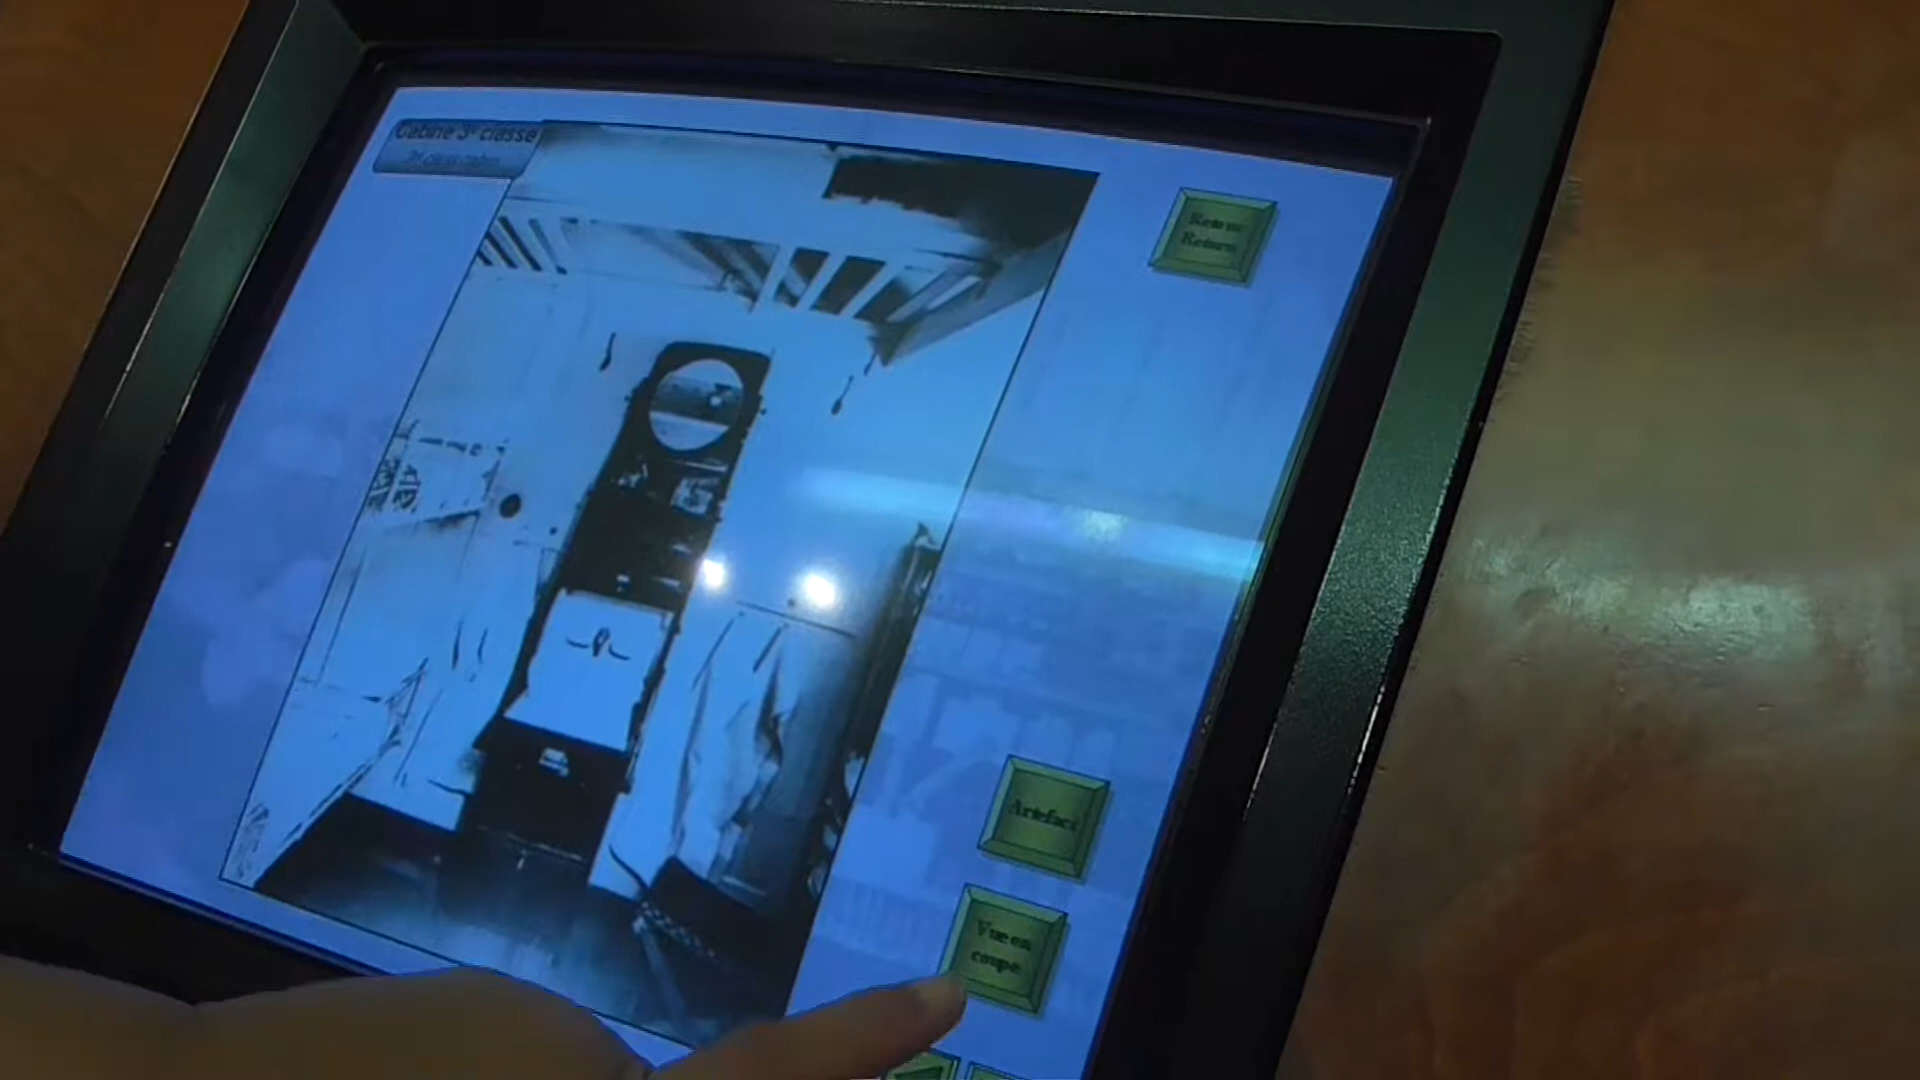 Cabine 3e classe
Retour
Return
Artefact
Vue en
coupe